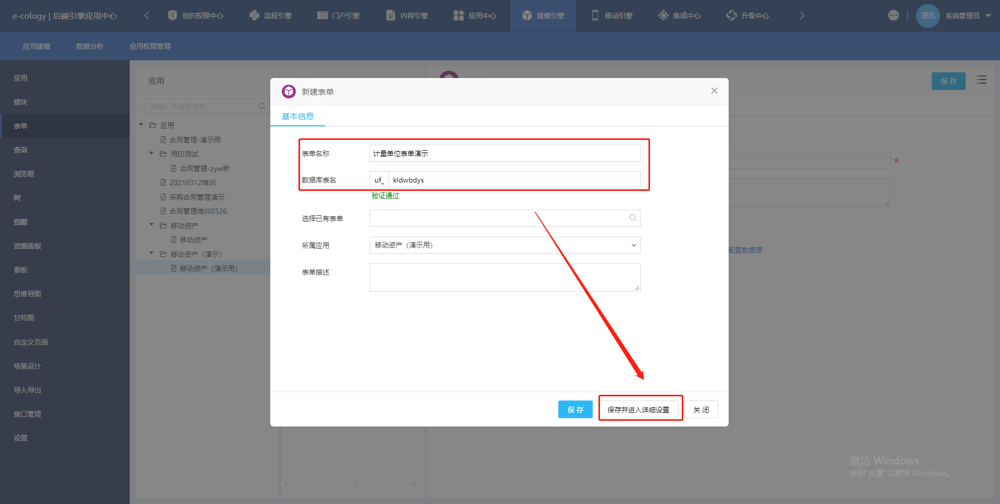 e-cology | 后端引擎应用中心
组织权限中心
流程引擎
门户引擎
内容引擎
应用中心
建模引擎
移动引擎
集成中心
升级中心
理员
系统管理员
应用建模
数据分析
应用权限管理
应用
模块
表单
查询
浏览框
树
提醒
资源面板
看板
思维导图
甘特图
自定义页面
场景设计
导入导出
接口管理
设置
应用
请输入关键字搜索
应用
合同管理-演示用
用印测试
合同管理-zyw新
20210312培训
采购合同管理演示
合同管理培训0326
移动资产
移动资产
移动资产（演示）
移动资产（演示用）
保 存
*
配置数据源
新建表单
基本信息
表单名称
计量单位表单演示
数据库表名
uf_
kldwbdys
验证通过
选择已有表单
所属应用
移动资产（演示用）
表单描述
保 存
保存并进入详细设置
关 闭
激活 Windows
转到"设置"以激活 Windows。